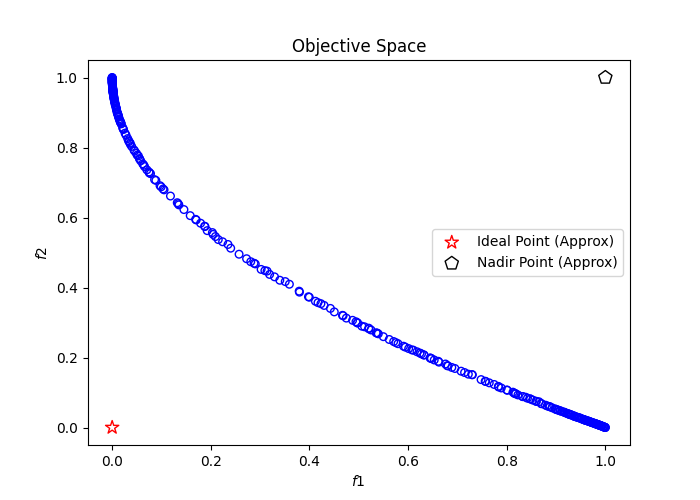 Objective Space
f2
1.0
0.8
0.6
0.4
0.2
0.0
Ideal Point (Approx)
Nadir Point (Approx)
0.0 0.2 0.4 0.6 0.8 1.0
f1